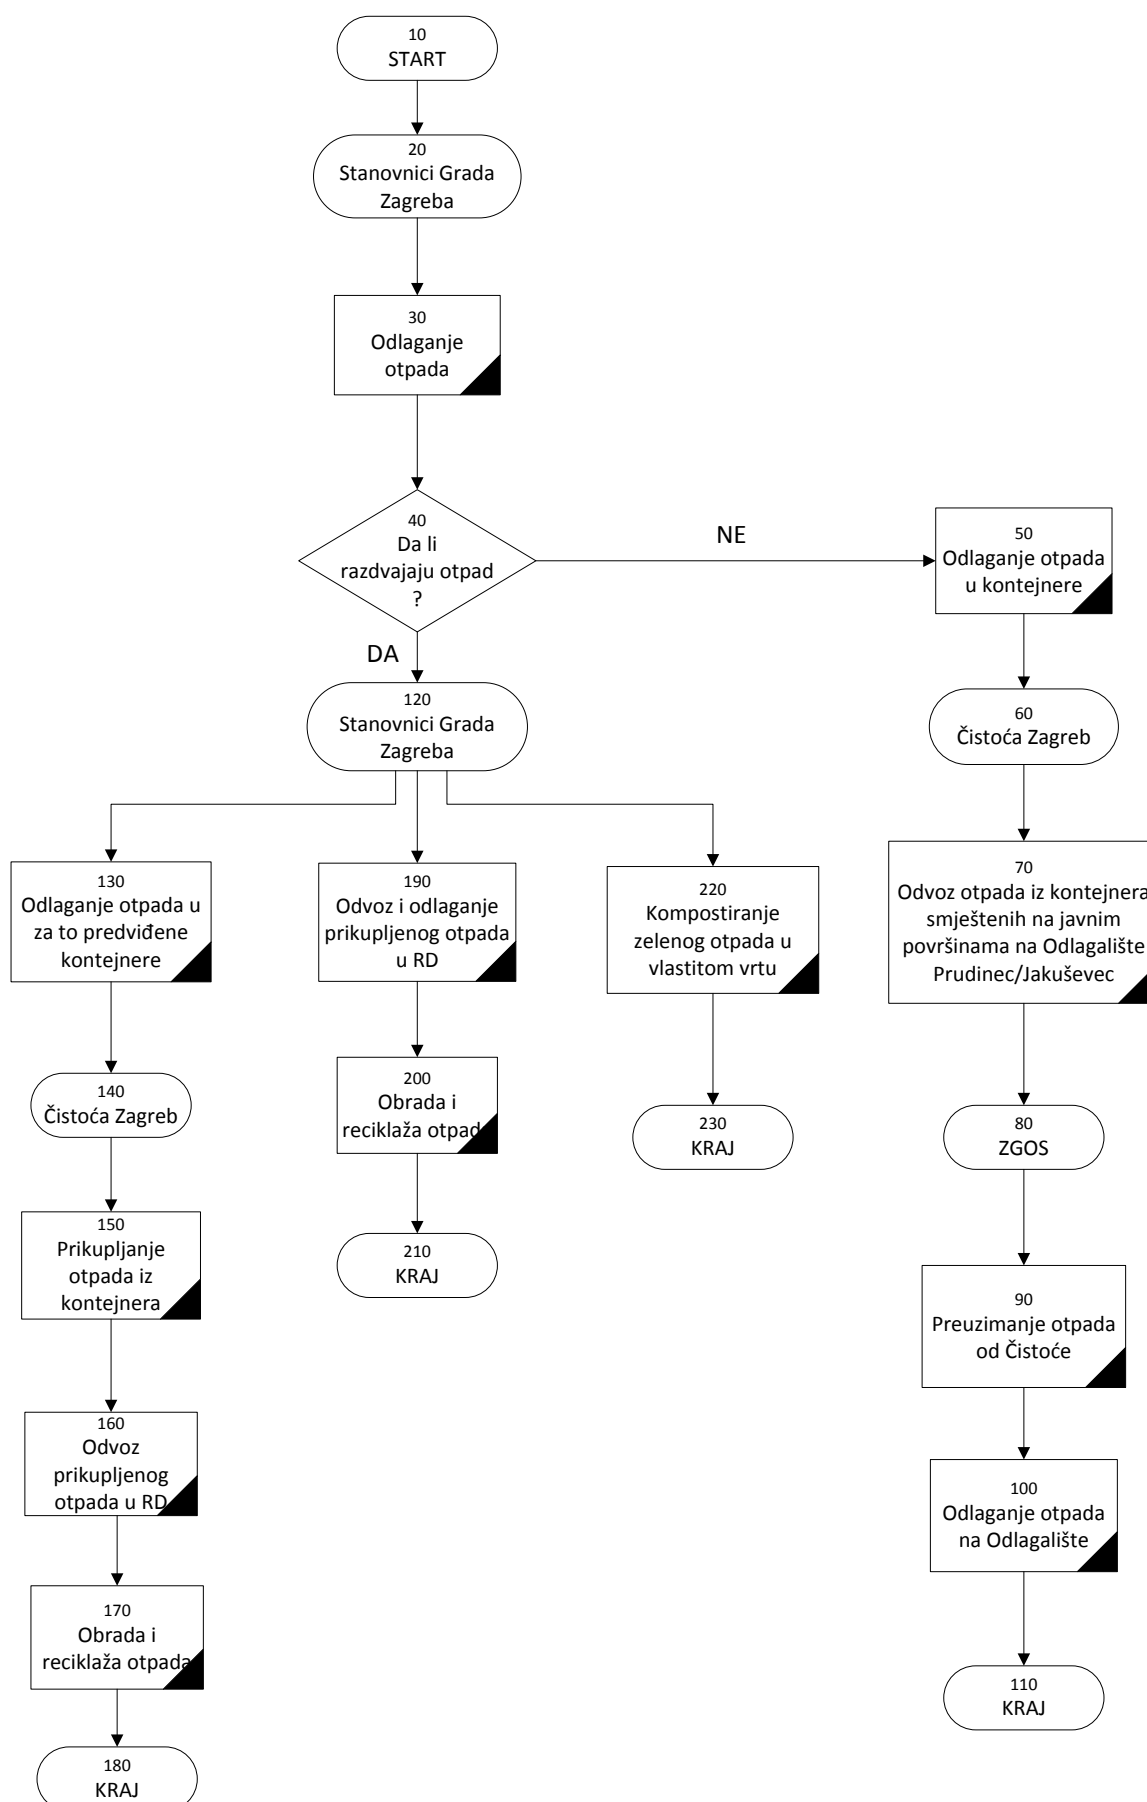 10
START
20
Stanovnici Grada
Zagreba
30
Odlaganje
otpada
40
Da li
razdvajaju otpad
?
NE
50
Odlaganje otpada
u kontejnere
60
Čistoća Zagreb
70
Odvoz otpada iz kontejnera
smještenih na javnim
površinama na Odlagalište
Prudinec/Jakuševec
80
ZGOS
90
Preuzimanje otpada
od Čistoće
100
Odlaganje otpada
na Odlagalište
110
KRAJ
DA
120
Stanovnici Grada
Zagreba
130
Odlaganje otpada u
za to predviđene
kontejnere
140
Čistoća Zagreb
150
Prikupljanje
otpada iz
kontejnera
160
Odvoz
prikupljenog
otpada u RD
170
Obrada i
reciklaža otpada
180
KRAJ
190
Odvoz i odlaganje
prikupljenog otpada
u RD
200
Obrada i
reciklaža otpada
210
KRAJ
220
Kompostiranje
zelenog otpada u
vlastitom vrtu
230
KRAJ